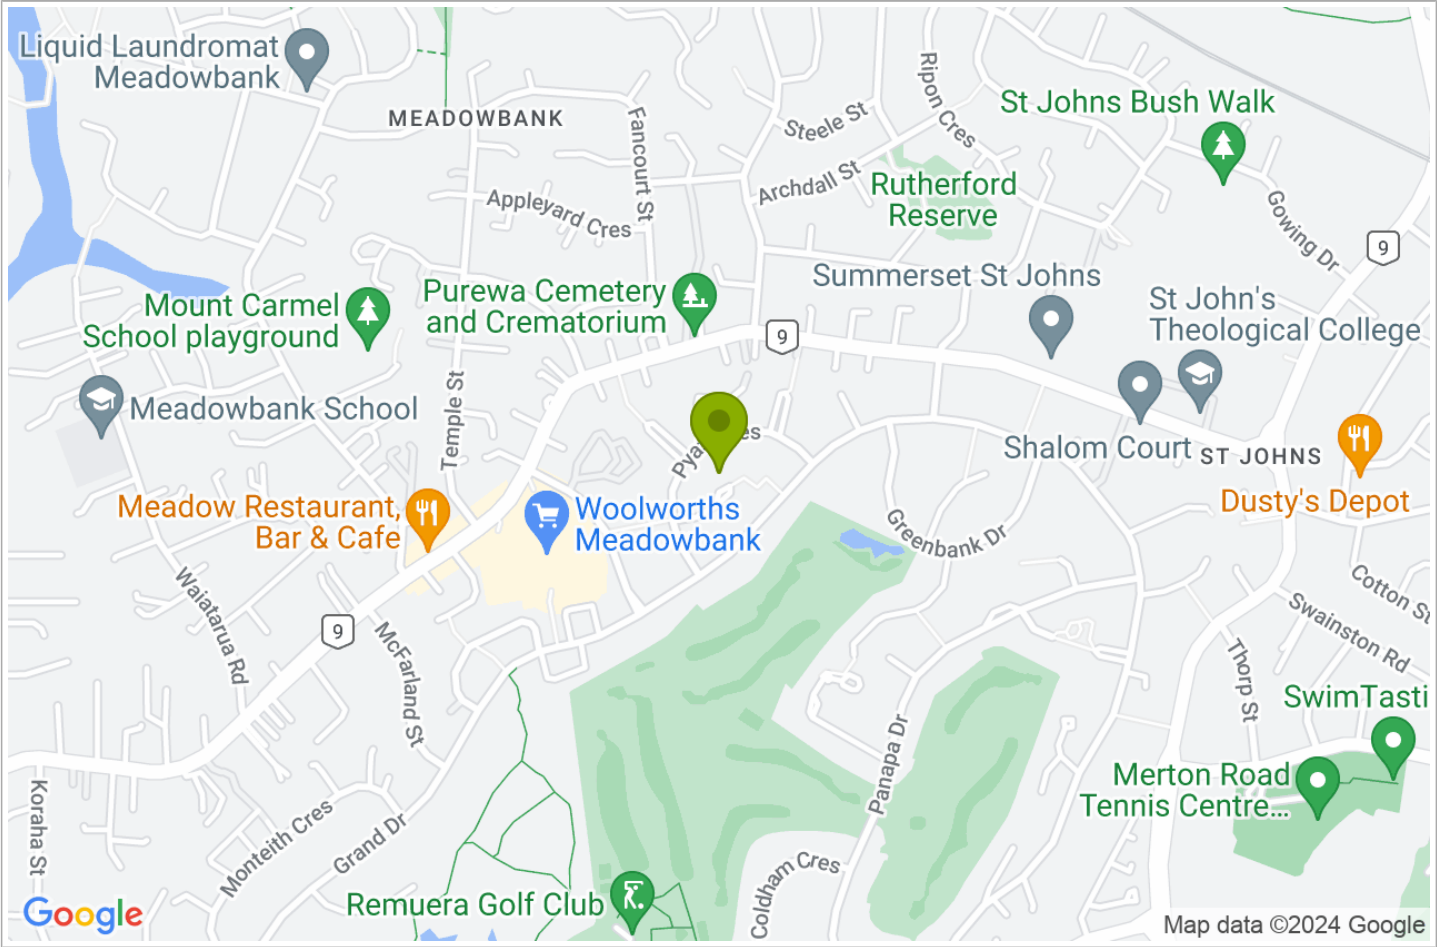 Liquid Laundromat
Meadowbank
MEADOWBANK
Fancourt St
Steele St
Ripon Cres
St Johns Bush Walk
Archdall St
Rutherford
Reserve
Appleyard Cres
Gowing Dr
9
Summerset St Johns
Purewa Cemetery
and Crematorium
Mount Carmel
School playground
St John's
Theological College
9
Meadowbank School
Temple St
Shalom Court
ST JOHNS
Dusty's Depot
Meadow Restaurant,
Bar & Cafe
Woolworths
Meadowbank
Greenbank Dr
Waiatarua Rd
9
McFarland St
Cotton St
Swainston Rd
Thorp St
SwimTasti
Panapa Dr
Merton Road
Tennis Centre...
Koraha St
Monteith Cres
Grand Dr
Coldham Cres
Remuera Golf Club
Google
Map data ©2024 Google